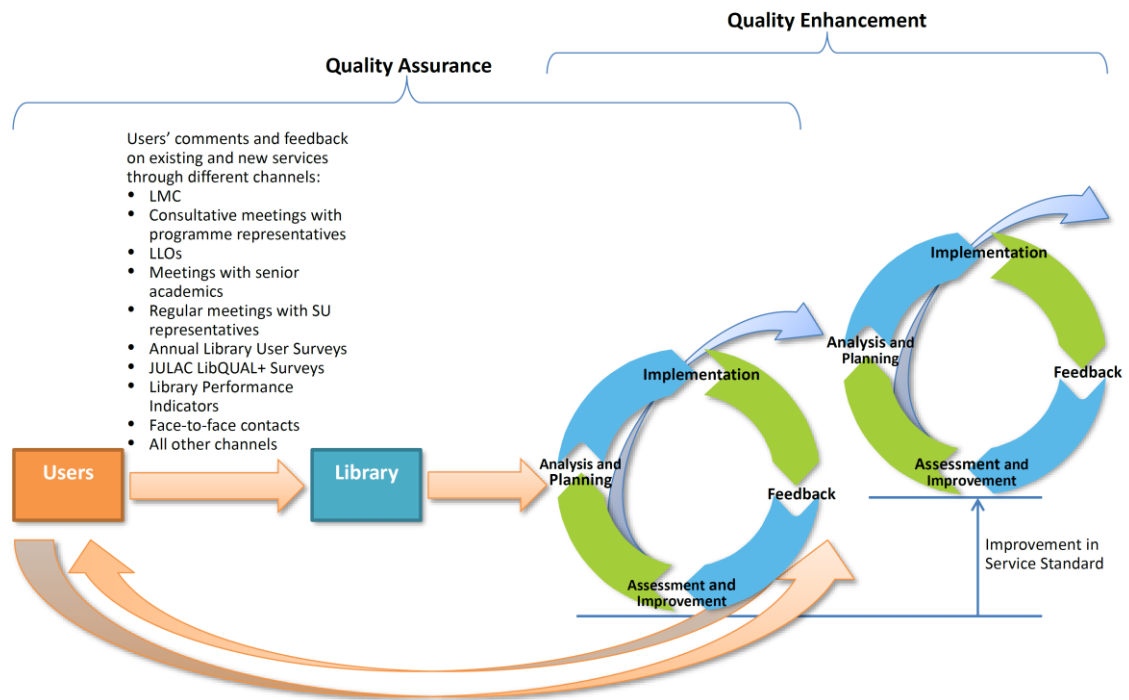 Quality Enhancement
Quality Assurance
Users’ comments and feedback
on existing and new services
through different channels:
• LMC
• Consultative meetings with
programme representatives
• LLOs
• Meetings with senior
academics
• Regular meetings with SU
representatives
• Annual Library User Surveys
• JULAC LibQUAL+ Surveys
• Library Performance
Indicators
• Face-to-face contacts
• All other channels
Users
Library
Implementation
Analysis and
Planning
Feedback
Assessment and
Improvement
Implementation
Analysis and
Planning
Feedback
Assessment and
Improvement
Improvement in
Service Standard